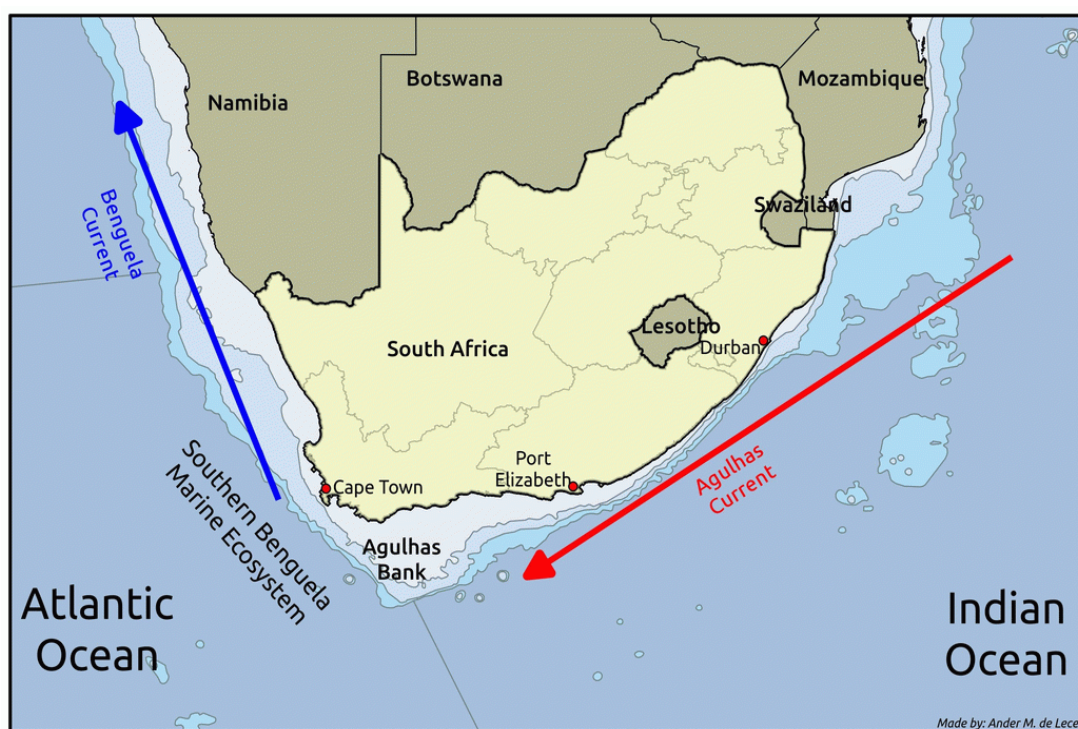 Namibia
Botswana
Mozambique
Benguela
Current
Swaziland
South Africa
Lesotho
Durban
Port
Elizabeth
Cape Town
Agulhas
Current
Southern Benguela
Marine Ecosystem
Agulhas
Bank
Atlantic
Ocean
Indian
Ocean
Made by: Ander M. de Lece